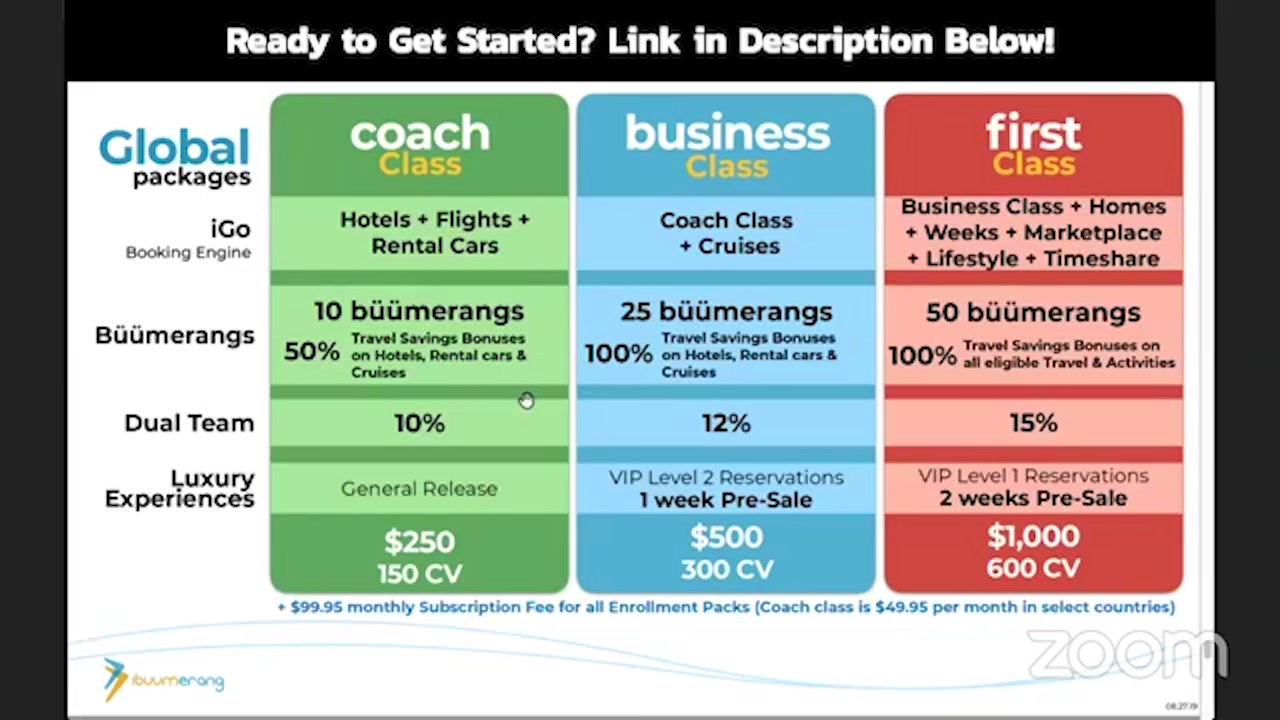 Ready to Get Started? Link in Description Below!
Global
packages
coach
Class
business
Class
first
Class
iGo
Booking Engine
Hotels + Flights +
Rental Cars
Coach Class
+ Cruises
Business Class + Homes
+ Weeks + Marketplace
+ Lifestyle + Timeshare
Büümerangs
10 büümerangs
50%
Travel Savings Bonuses
on Hotels, Rental cars &
Cruises
25 büümerangs
100%
Travel Savings Bonuses
on Hotels, Rental cars &
Cruises
50 büümerangs
100%
Travel Savings Bonuses on
all eligible Travel & Activities
Dual Team
10%
12%
15%
Luxury
Experiences
General Release
VIP Level 2 Reservations
1 week Pre-Sale
VIP Level 1 Reservations
2 weeks Pre-Sale
$250
150 CV
$500
300 CV
$1,000
600 CV
+ $99.95 monthly Subscription Fee for all Enrollment Packs (Coach class is $49.95 per month in select countries)
ibuumerang
zoom
08.27.19